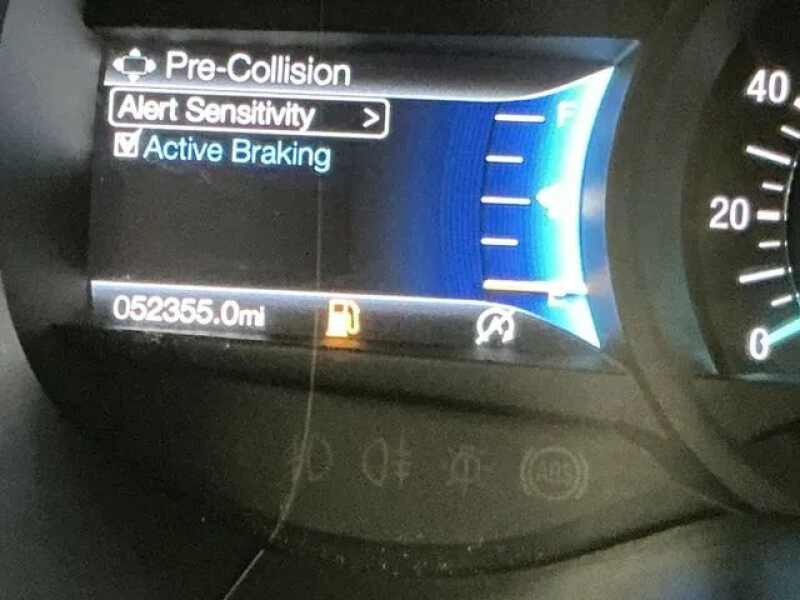 Pre-Collision
Alert Sensitivity >
Active Braking
F
052355.0mi
E
40
20
0
ABS